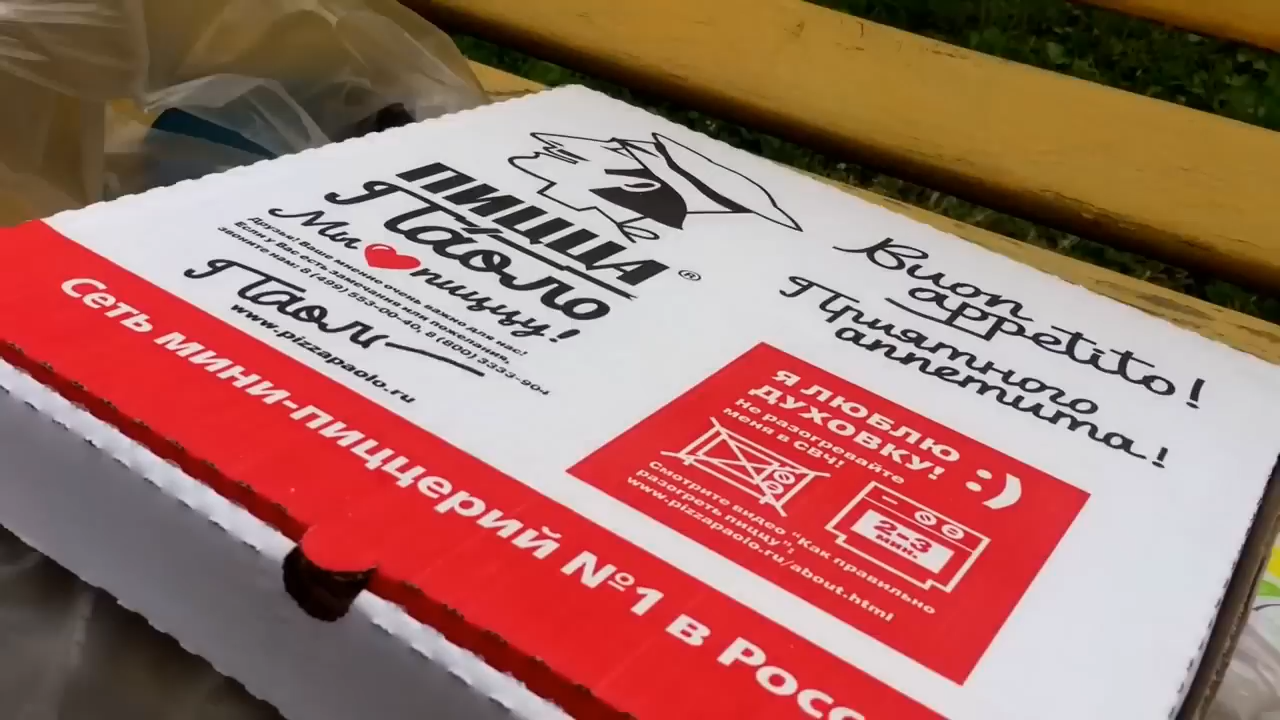 ПИЦЦА®
Паоло
Мы пиццу!
Друзья! Ваше мнение очень важно для нас!
Если у Вас есть замечания или пожелания,
звоните нам: 8 (499) 553-00-40, 8 (800) 3333-904
Паоло
www.pizzapaolo.ru
Buon
appetito!
Приятного
аппетита!
Я ЛЮБЛЮ
ДУХОВКУ! :)
Не разогревайте
меня в СВЧ!
2-3
мин.
Смотрите видео “Как правильно
разогреть пиццу”:
www.pizzapaolo.ru/about.html
Сеть мини-пиццерий №1 в Росс